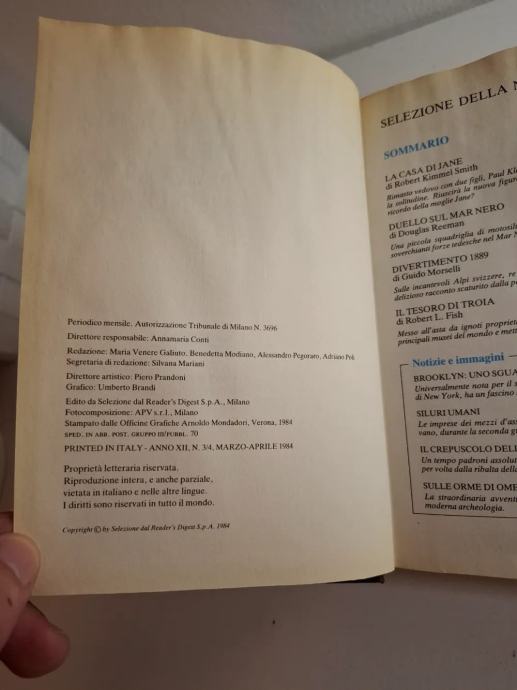 Periodico mensile. Autorizzazione Tribunale di Milano N. 3696
Direttore responsabile: Annamaria Conti
Redazione: Maria Venere Galiuto, Benedetta Modiano, Alessandro Pegoraro, Adriano Poli
Segretaria di redazione: Silvana Mariani
Direttore artistico: Piero Prandoni
Grafico: Umberto Brandi
Edito da Selezione dal Reader's Digest S.p.A., Milano
Fotocomposizione: APV s.r.l., Milano
Stampato dalle Officine Grafiche Arnoldo Mondadori, Verona, 1984
SPED. IN ABB. POST. GRUPPO III/PUBBL. 70
PRINTED IN ITALY - ANNO XII, N. 3/4, MARZO-APRILE 1984
Proprietà letteraria riservata.
Riproduzione intera, e anche parziale,
vietata in italiano e nelle altre lingue.
I diritti sono riservati in tutto il mondo.
Copyright © by Selezione dal Reader's Digest S.p.A. 1984
SELEZIONE DELLA
SOMMARIO
LA CASA DI JANE
di Robert Kimmel Smith
Rimasto vedovo con due figli, Paul
la solitudine. Riuscirà la nuova
ricordo della moglie Jane?
DUELLO SUL MAR NERO
di Douglas Reeman
Una piccola squadriglia di
soverchianti forze tedesche nel Mar
DIVERTIMENTO 1889
di Guido Morselli
Sulle incantevoli Alpi svizzere,
delizioso racconto scaturito dalla
IL TESORO DI TROIA
di Robert L. Fish
Messo all'asta da ignoti
principali musei del mondo e
Notizie e immagini
BROOKLYN: UNO
Universalmente nota per il
di New York, ha un fascino
SILURI UMANI
Le imprese dei mezzi
vano, durante la seconda
IL CREPUSCOLO
Un tempo padroni
per volta dalla ribalta
SULLE ORME DI
La straordinaria
moderna archeologia.